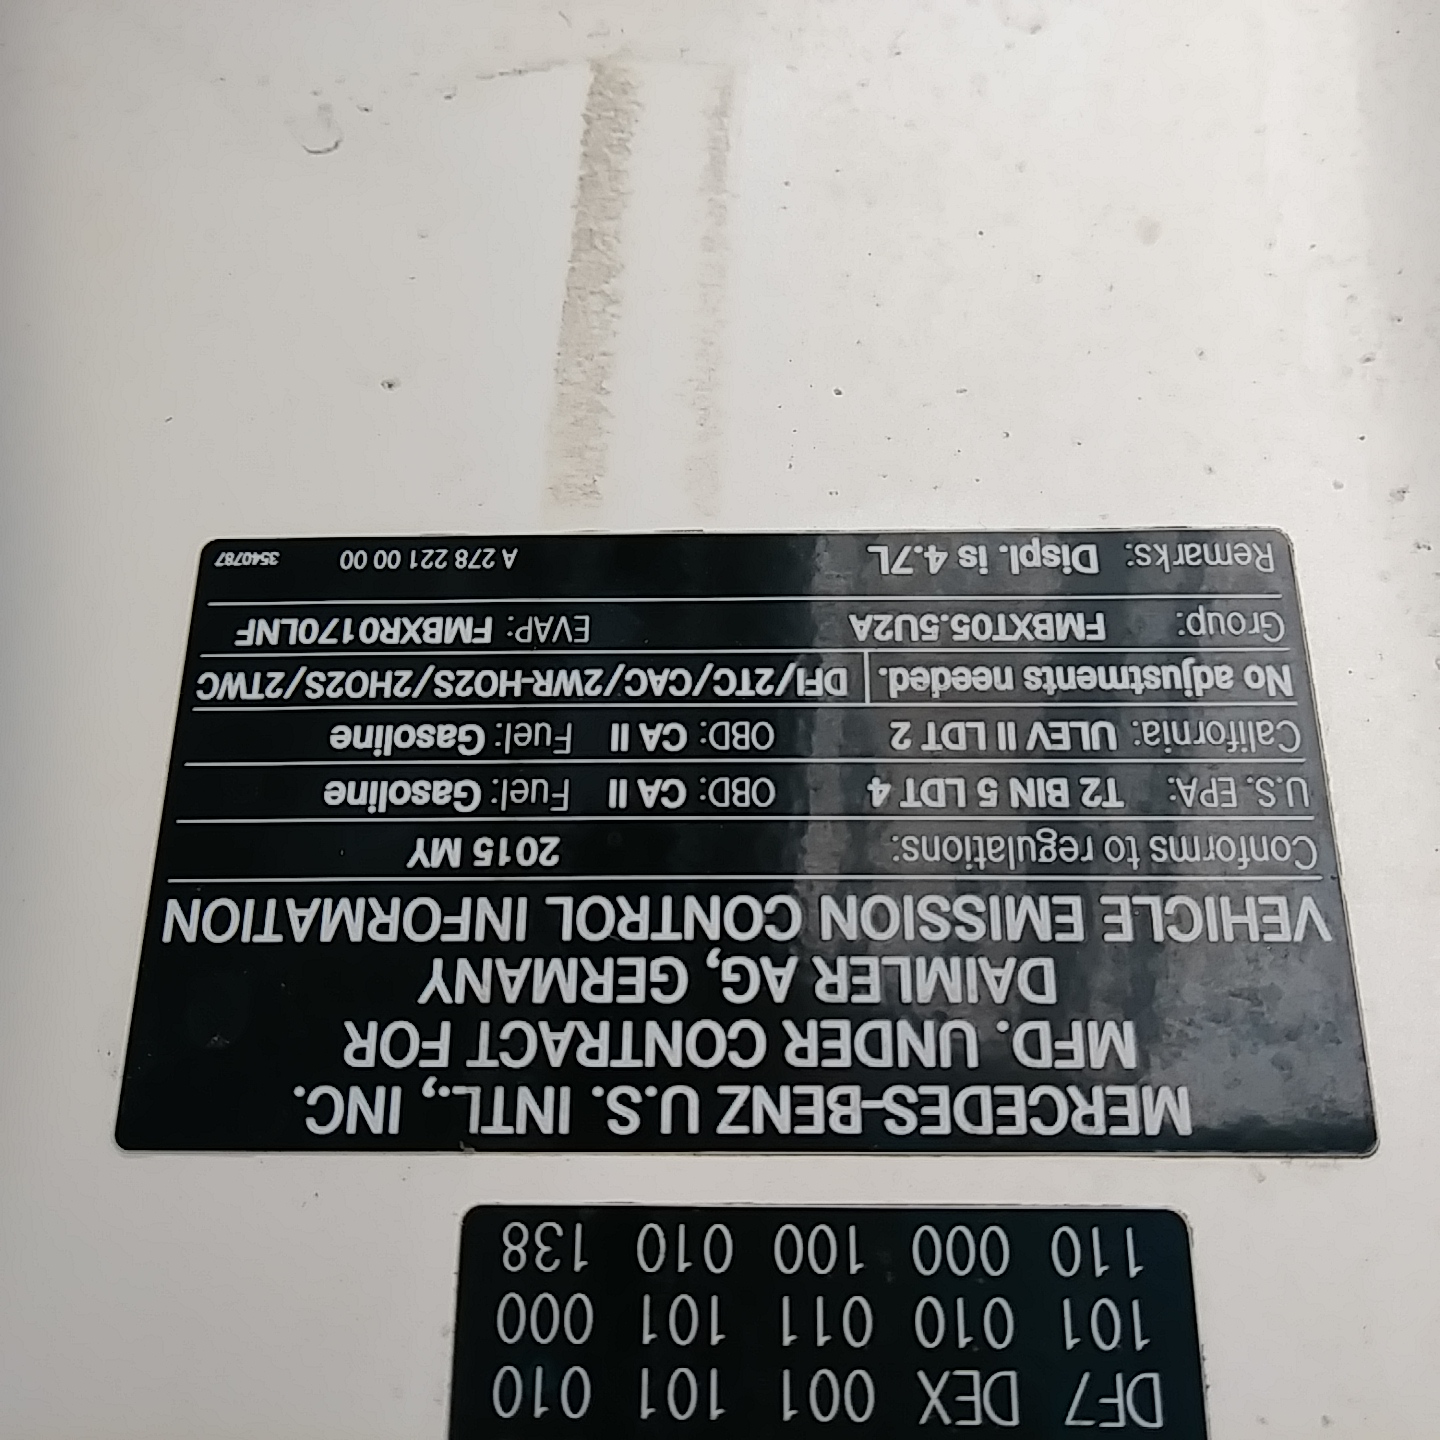 DF7 DEX 001 101 010
101 010 011 101 000
110 000 100 010 138
MERCEDES-BENZ U.S. INTL., INC.
MFD. UNDER CONTRACT FOR
DAIMLER AG, GERMANY
VEHICLE EMISSION CONTROL INFORMATION
Conforms to regulations: 2015 MY
U.S. EPA: T2 BIN 5 LDT 4 OBD: CA II Fuel: Gasoline
California: ULEV II LDT 2 OBD: CA II Fuel: Gasoline
No adjustments needed. DFI/2TC/CAC/2WR-HO2S/2HO2S/2TWC
Group: FMBXT05.5U2A EVAP: FMBXR0170LNF
Remarks: Displ. is 4.7L A 278 221 00 00 3540787